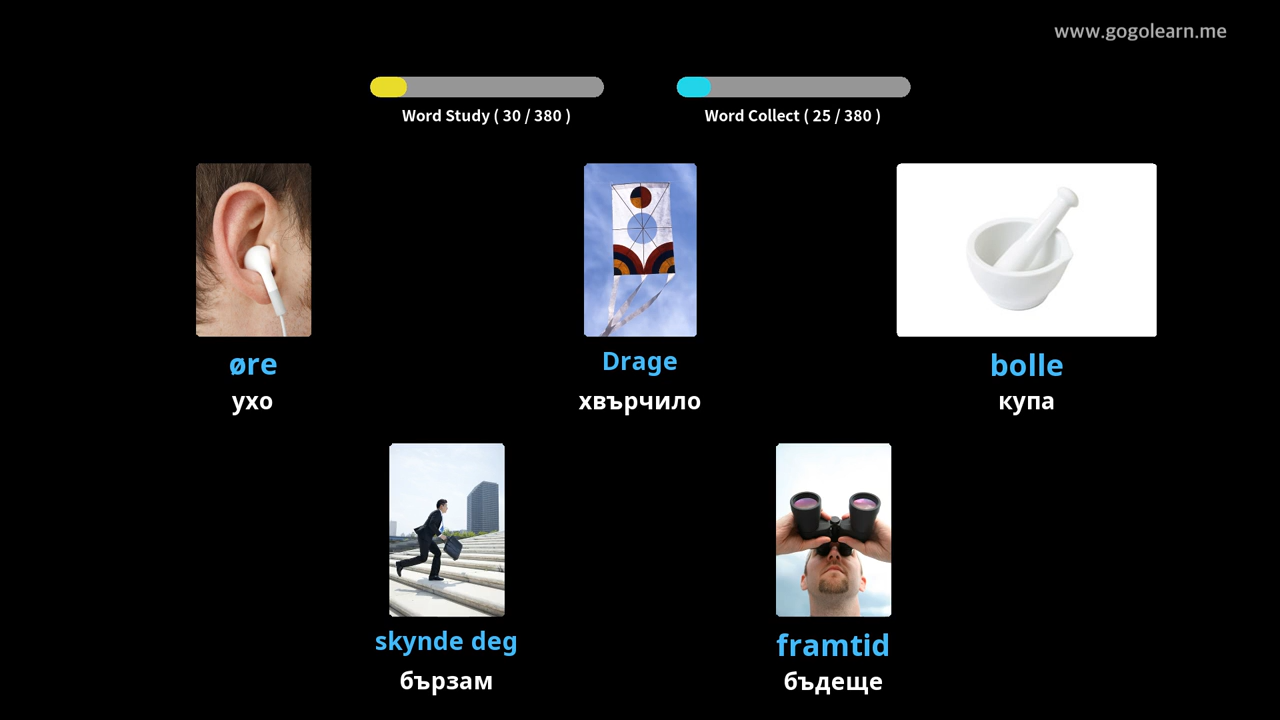 www.gogolearn.me
Word Study ( 30 / 380 )
Word Collect ( 25 / 380 )
øre
Drage
bolle
ухо
хвърчило
купа
skynde deg
framtid
бързам
бъдеще